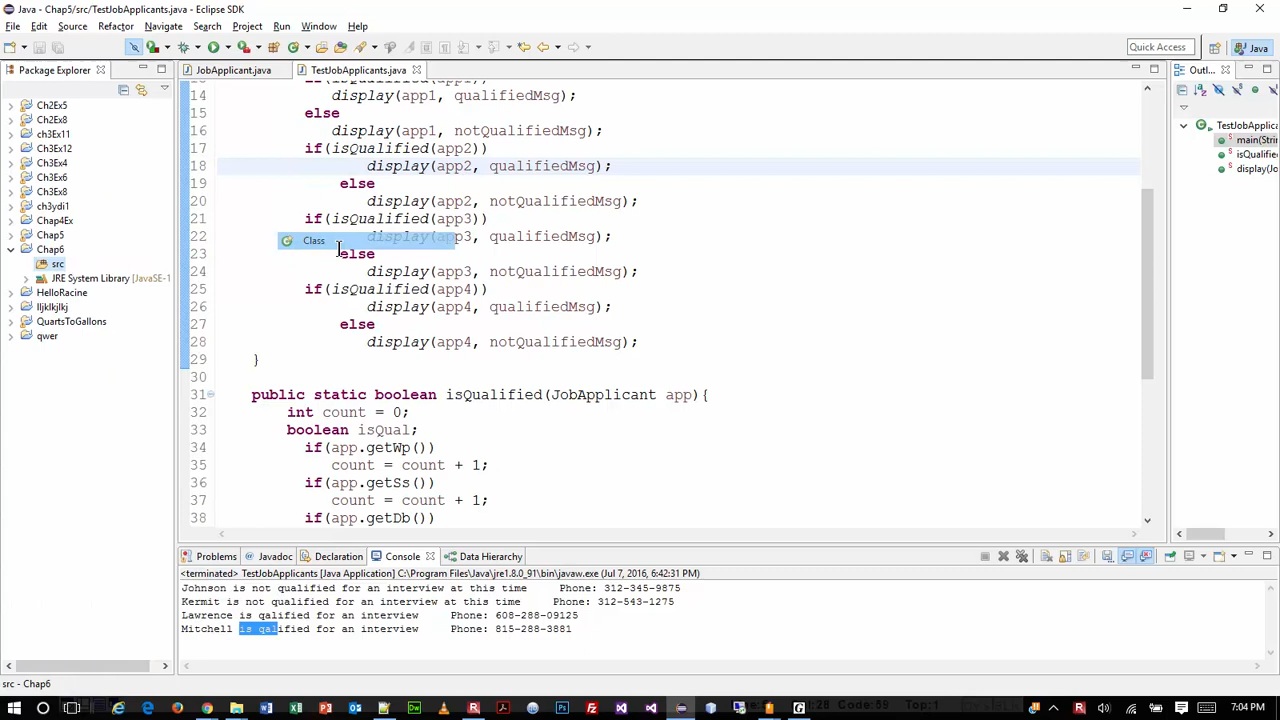 Java - Chap5/src/TestJobApplicants.java - Eclipse SDK
File Edit Source Refactor Navigate Search Project Run Window Help
Quick Access
Java
Package Explorer
JobApplicant.java
TestJobApplicants.java
Outl...
Ch2Ex5
Ch2Ex8
ch3Ex11
Ch3Ex12
Ch3Ex4
Ch3Ex6
Ch3Ex8
ch3ydi1
Chap4Ex
Chap5
Chap6
src
JRE System Library [JavaSE-1
HelloRacine
lljklkjlkj
QuartsToGallons
qwer
14 display(app1, qualifiedMsg);
15 else
16 display(app1, notQualifiedMsg);
17 if(isQualified(app2))
18 display(app2, qualifiedMsg);
19 else
20 display(app2, notQualifiedMsg);
21 if(isQualified(app3))
22 display(app3, qualifiedMsg);
Class
23 else
24 display(app3, notQualifiedMsg);
25 if(isQualified(app4))
26 display(app4, qualifiedMsg);
27 else
28 display(app4, notQualifiedMsg);
29 }
30
31 public static boolean isQualified(JobApplicant app){
32 int count = 0;
33 boolean isQual;
34 if(app.getWp())
35 count = count + 1;
36 if(app.getSs())
37 count = count + 1;
38 if(app.getDb())
TestJobApplica
main(Strin
isQualifie
display(Jo
Problems Javadoc Declaration Console Data Hierarchy
<terminated> TestJobApplicants [Java Application] C:\Program Files\Java\jre1.8.0_91\bin\javaw.exe (Jul 7, 2016, 6:42:31 PM)
Johnson is not qualified for an interview at this time Phone: 312-345-9875
Kermit is not qualified for an interview at this time Phone: 312-543-1275
Lawrence is qalified for an interview Phone: 608-288-09125
Mitchell is qalified for an interview Phone: 815-288-3881
src - Chap6
7:04 PM